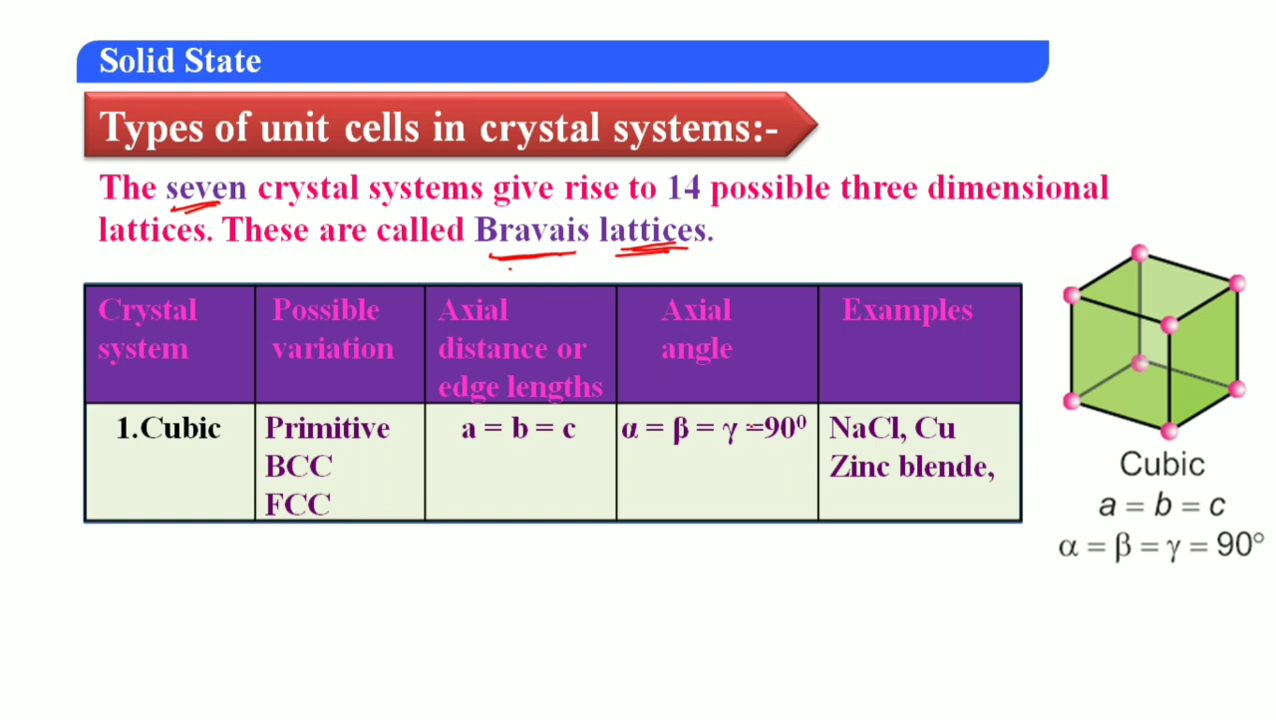 Solid State
Types of unit cells in crystal systems:-
The seven crystal systems give rise to 14 possible three dimensional
lattices. These are called Bravais lattices.
Crystal
system
Possible
variation
Axial
distance or
edge lengths
Axial
angle
Examples
1.Cubic
Primitive
BCC
FCC
a = b = c
α = β = γ =90⁰
NaCl, Cu
Zinc blende,
Cubic
a = b = c
α = β = γ = 90°